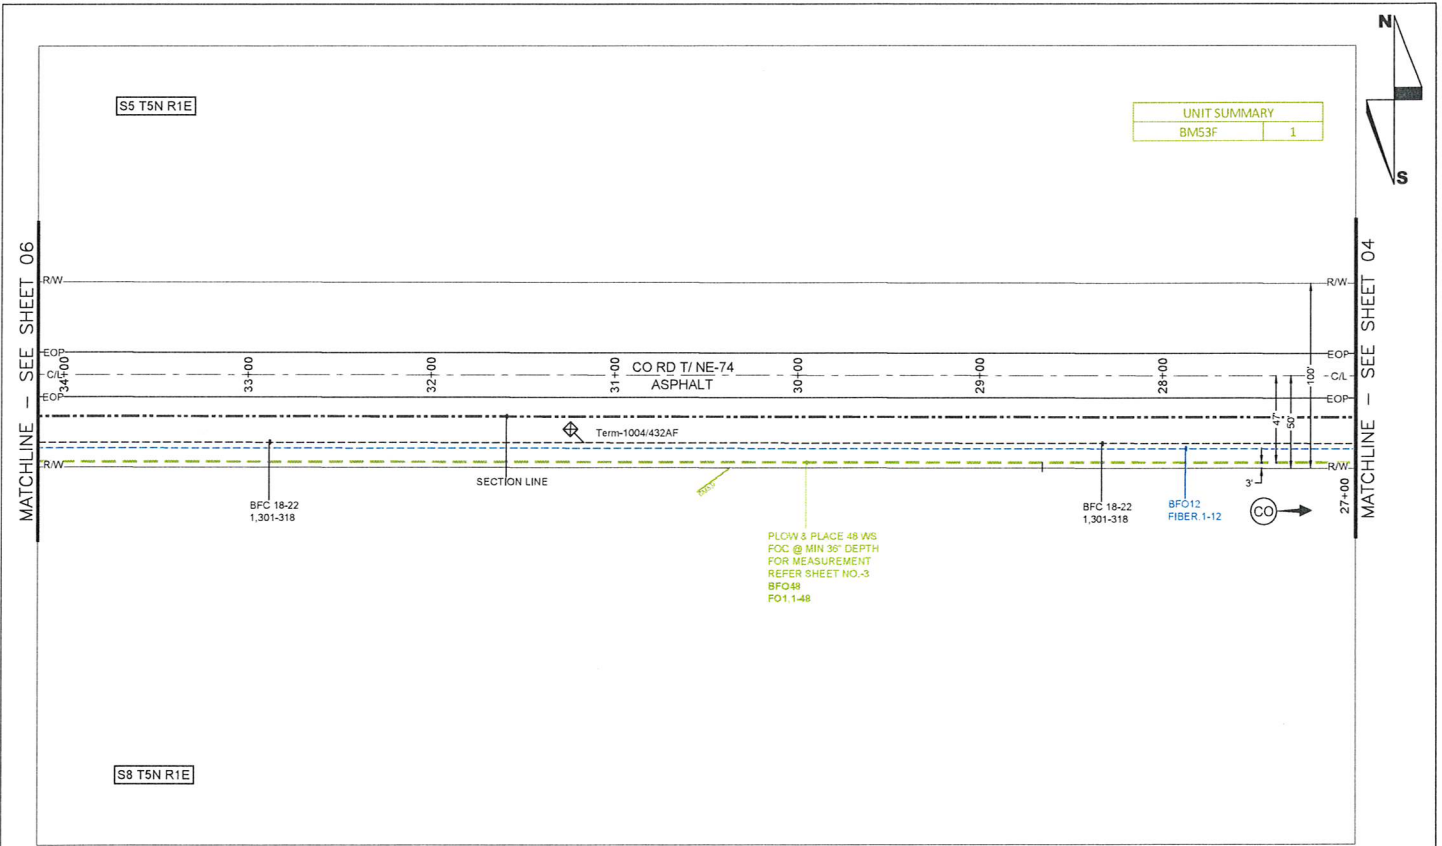 N
S
S5 T5N R1E
UNIT SUMMARY
BM53F 1
MATCHLINE - SEE SHEET 06
R/W
R/W
EOP
EOP
C/L
C/L
34+00
33+00
32+00
31+00
30+00
29+00
28+00
27+00
CO RD T/ NE-74
ASPHALT
EOP
EOP
Term-1004/432AF
R/W
R/W
SECTION LINE
BFC 18-22
1,301-318
BFC 18-22
1,301-318
BFO12
FIBER.1-12
47'
50'
100'
3'
CO
PLOW & PLACE 48 WS
FOC @ MIN 36" DEPTH
FOR MEASUREMENT
REFER SHEET NO.-3
BFO48
FO1.1-48
MATCHLINE - SEE SHEET 04
S8 T5N R1E